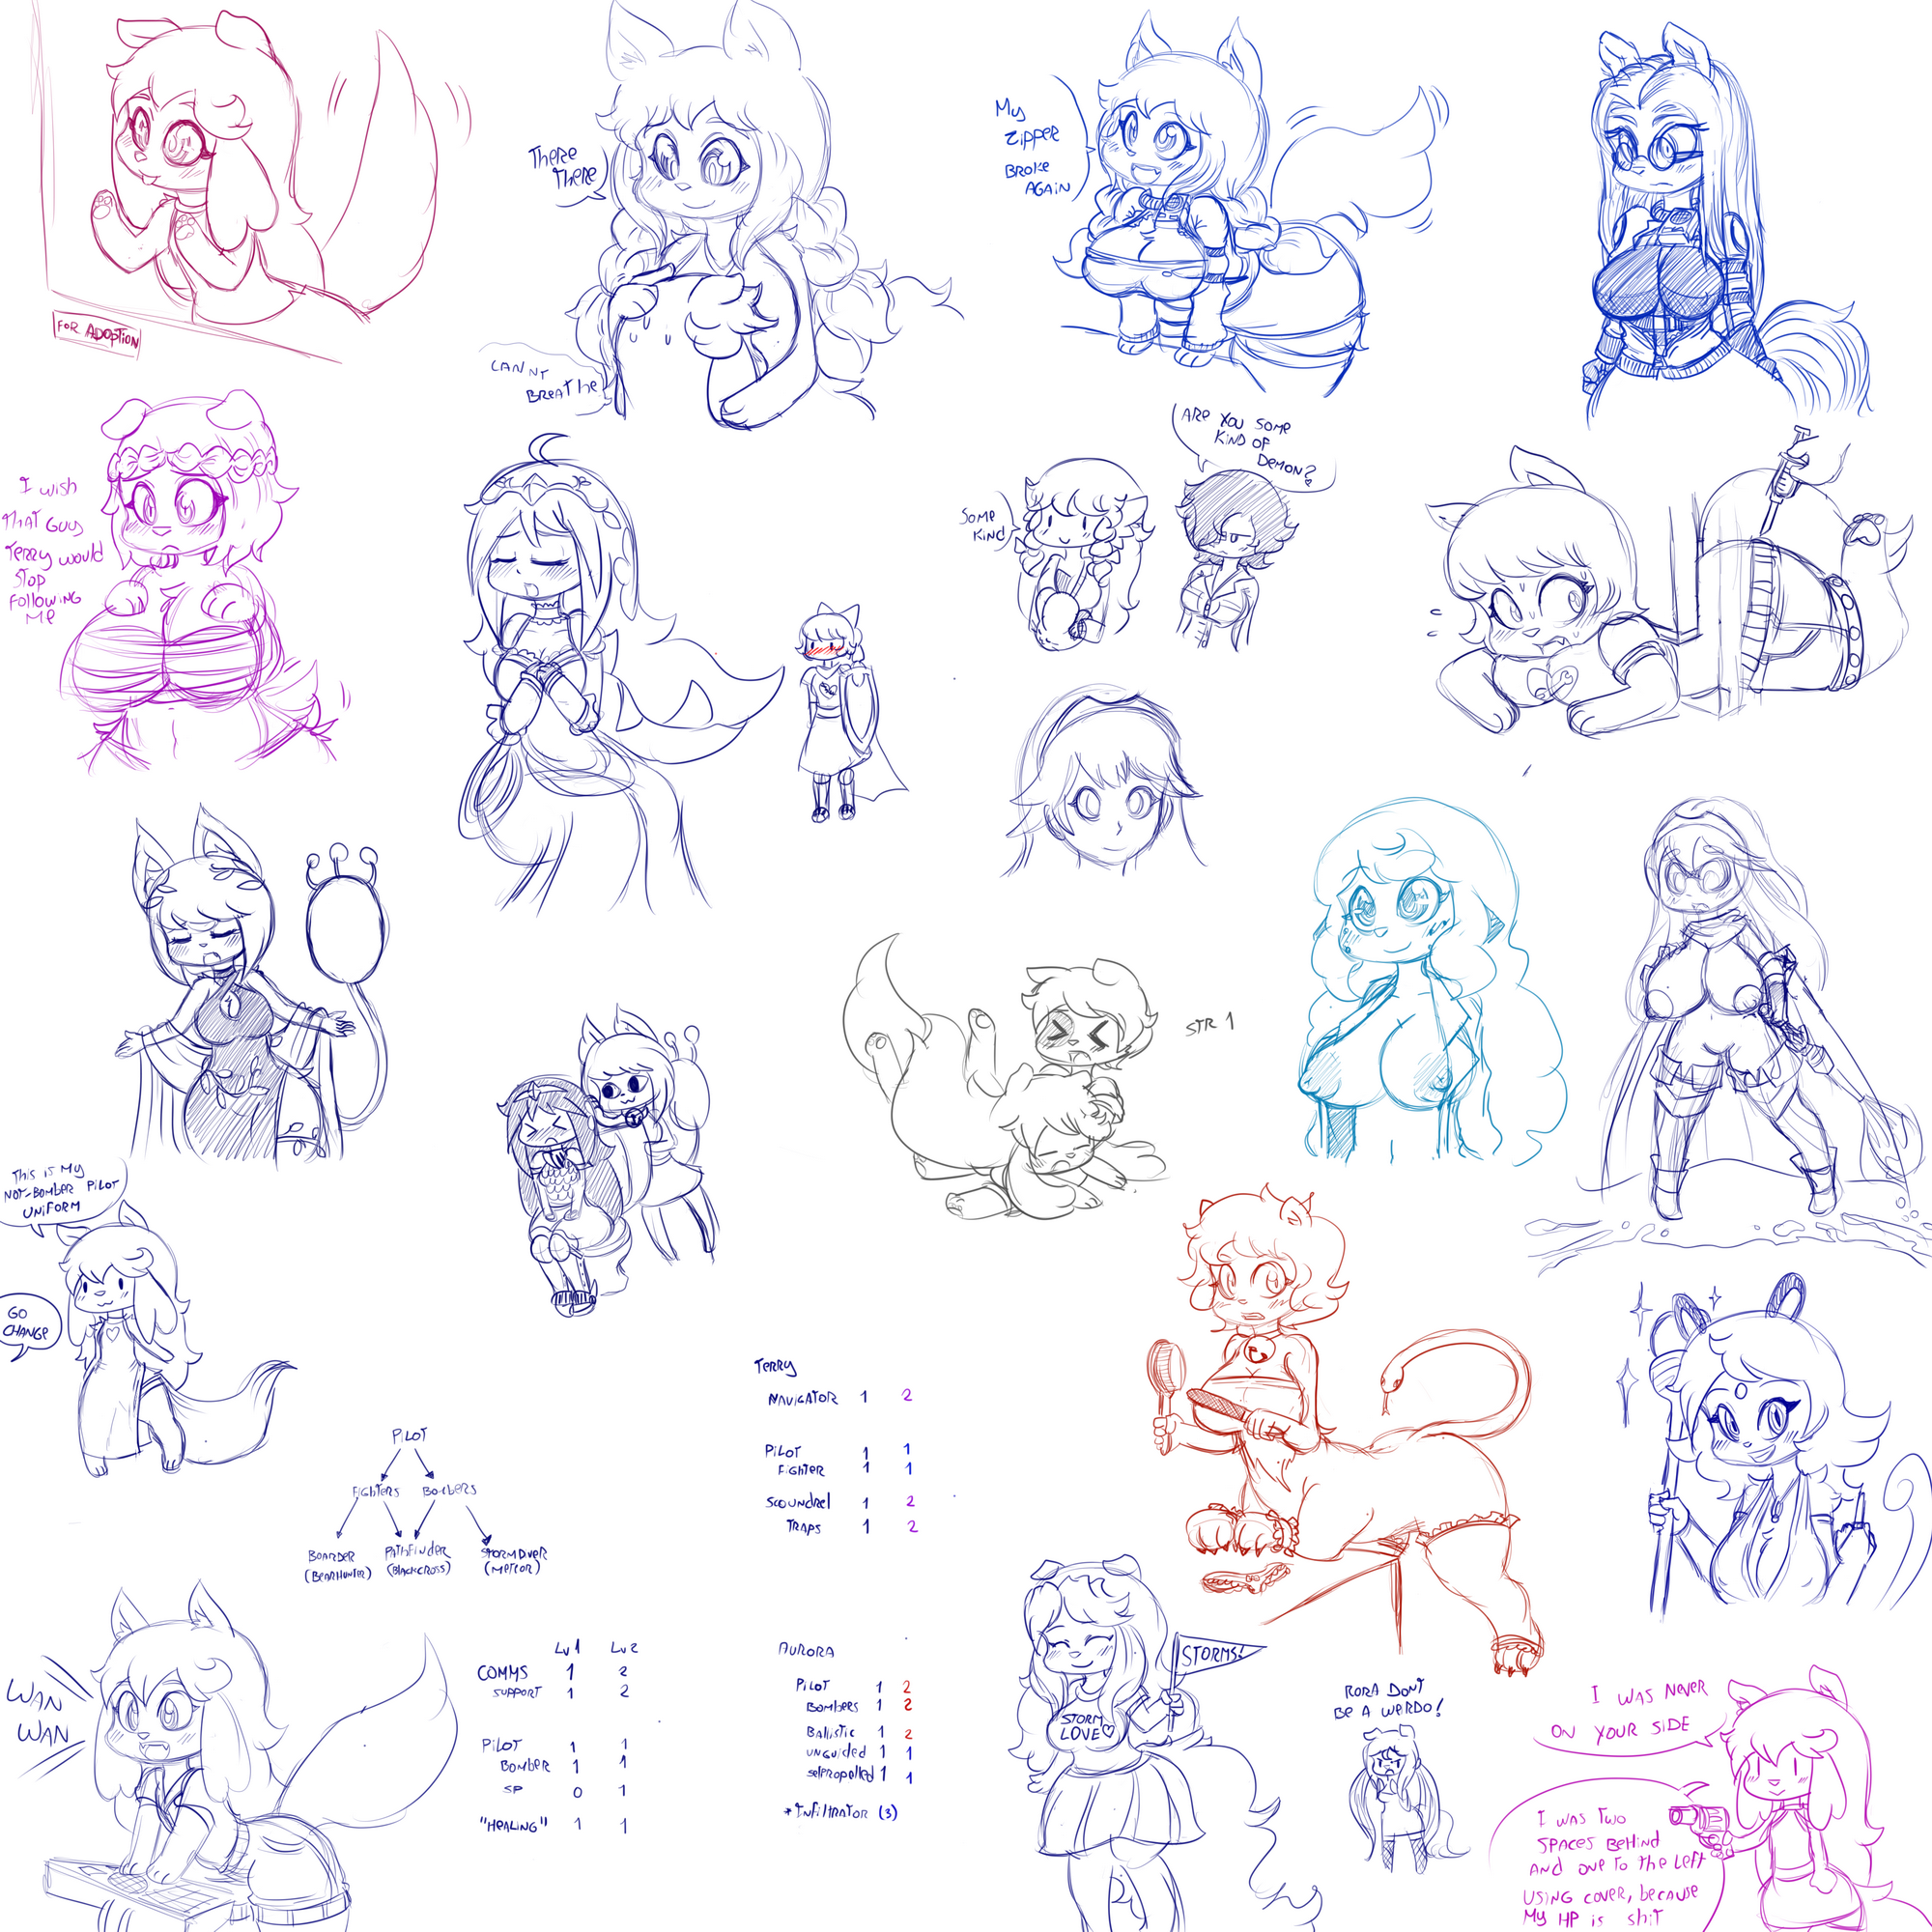 FOR ADOPTION
THERE
THERE
CAN NT
BREATHE
MY
ZIPPER
BROKE
AGAIN
I wish
THAT GUUS
TERRY would
STOP
FOLLOWING
ME
SOME
KIND
ARE YOU SOME
KIND OF
DEMON?
STR 1
THIS IS MY
NOT-BOMBER PILOT
UNIFORM
GO
CHANGE
PILOT
FIGHTERS BOMBERS
BOARDER PATHFINDER STORMDIVER
(BEARHUNTER) (BLACKCROSS) (METEOR)
TERRY
NAVIGATOR 1 2
PILOT 1 1
FIGHTER 1 1
SCOUNDREL 1 2
TRAPS 1 2
WAN
WAN
LV 1 LV 2
COMMS 1 2
SUPPORT 1 2
PILOT 1 1
BOMBER 1 1
SP 0 1
"HEALING" 1 1
AURORA
PILOT 1 2
BOMBERS 1 2
BALLISTIC 1 2
UNGUIDED 1 1
selfPROPELLED 1 1
*INFILTRATOR (3)
STORMS!
STORM
LOVE
RORA DONT
BE A WERDO!
I WAS NEVER
ON YOUR SIDE
I WAS TWO
SPACES BEHIND
AND ONE TO THE LEFT
USING COVER, BECAUSE
MY HP IS SHIT